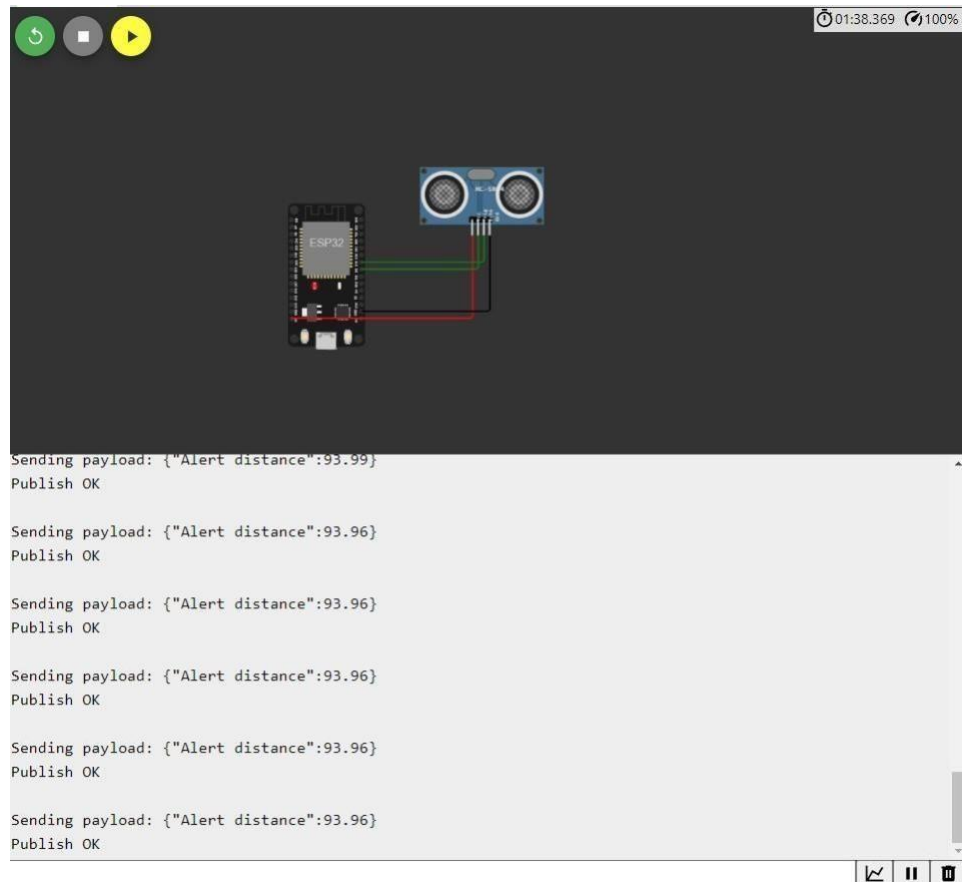 01:38.369 100%
HC-SR04
ESP32
Sending payload: {"Alert distance":93.99}
Publish OK
Sending payload: {"Alert distance":93.96}
Publish OK
Sending payload: {"Alert distance":93.96}
Publish OK
Sending payload: {"Alert distance":93.96}
Publish OK
Sending payload: {"Alert distance":93.96}
Publish OK
Sending payload: {"Alert distance":93.96}
Publish OK